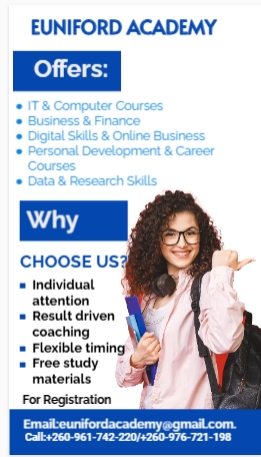 EUNIFORD ACADEMY
Offers:
IT & Computer Courses
Business & Finance
Digital Skills & Online Business
Personal Development & Career
Courses
Data & Research Skills
Why
CHOOSE US?
Individual
attention
Result driven
coaching
Flexible timing
Free study
materials
For Registration
Email:eunifordacademy@gmail.com.
Call:+260-961-742-220/+260-976-721-198